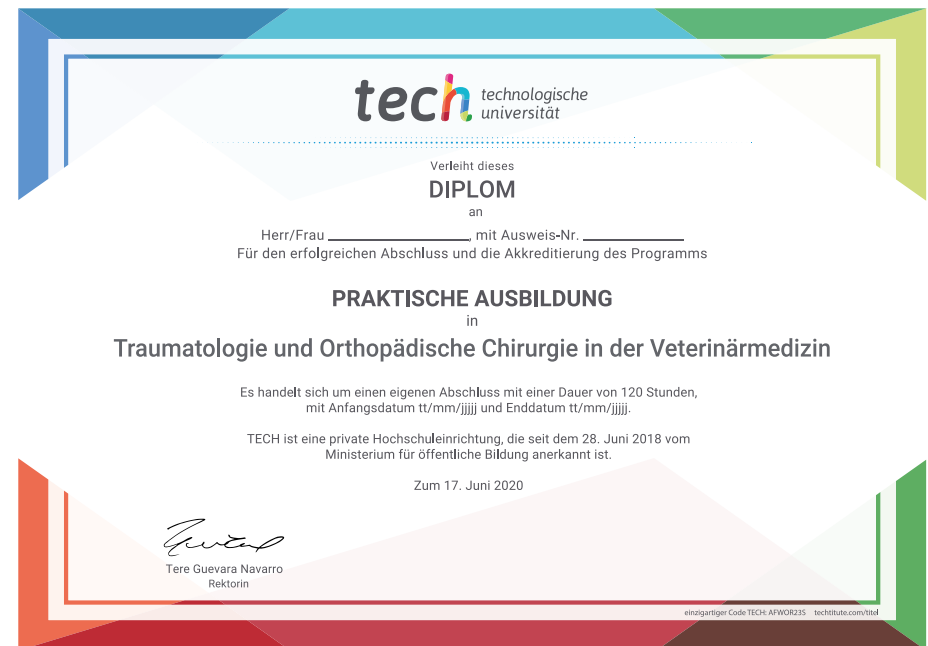 tech technologische
universität
Verleiht dieses
DIPLOM
an
Herr/Frau ____________________, mit Ausweis-Nr. ______________
Für den erfolgreichen Abschluss und die Akkreditierung des Programms
PRAKTISCHE AUSBILDUNG
in
Traumatologie und Orthopädische Chirurgie in der Veterinärmedizin
Es handelt sich um einen eigenen Abschluss mit einer Dauer von 120 Stunden,
mit Anfangsdatum tt/mm/jjjjj und Enddatum tt/mm/jjjjj.
TECH ist eine private Hochschuleinrichtung, die seit dem 28. Juni 2018 vom
Ministerium für öffentliche Bildung anerkannt ist.
Zum 17. Juni 2020
Tere Guevara Navarro
Rektorin
einzigartiger Code TECH: AFWOR23S techtitute.com/titel